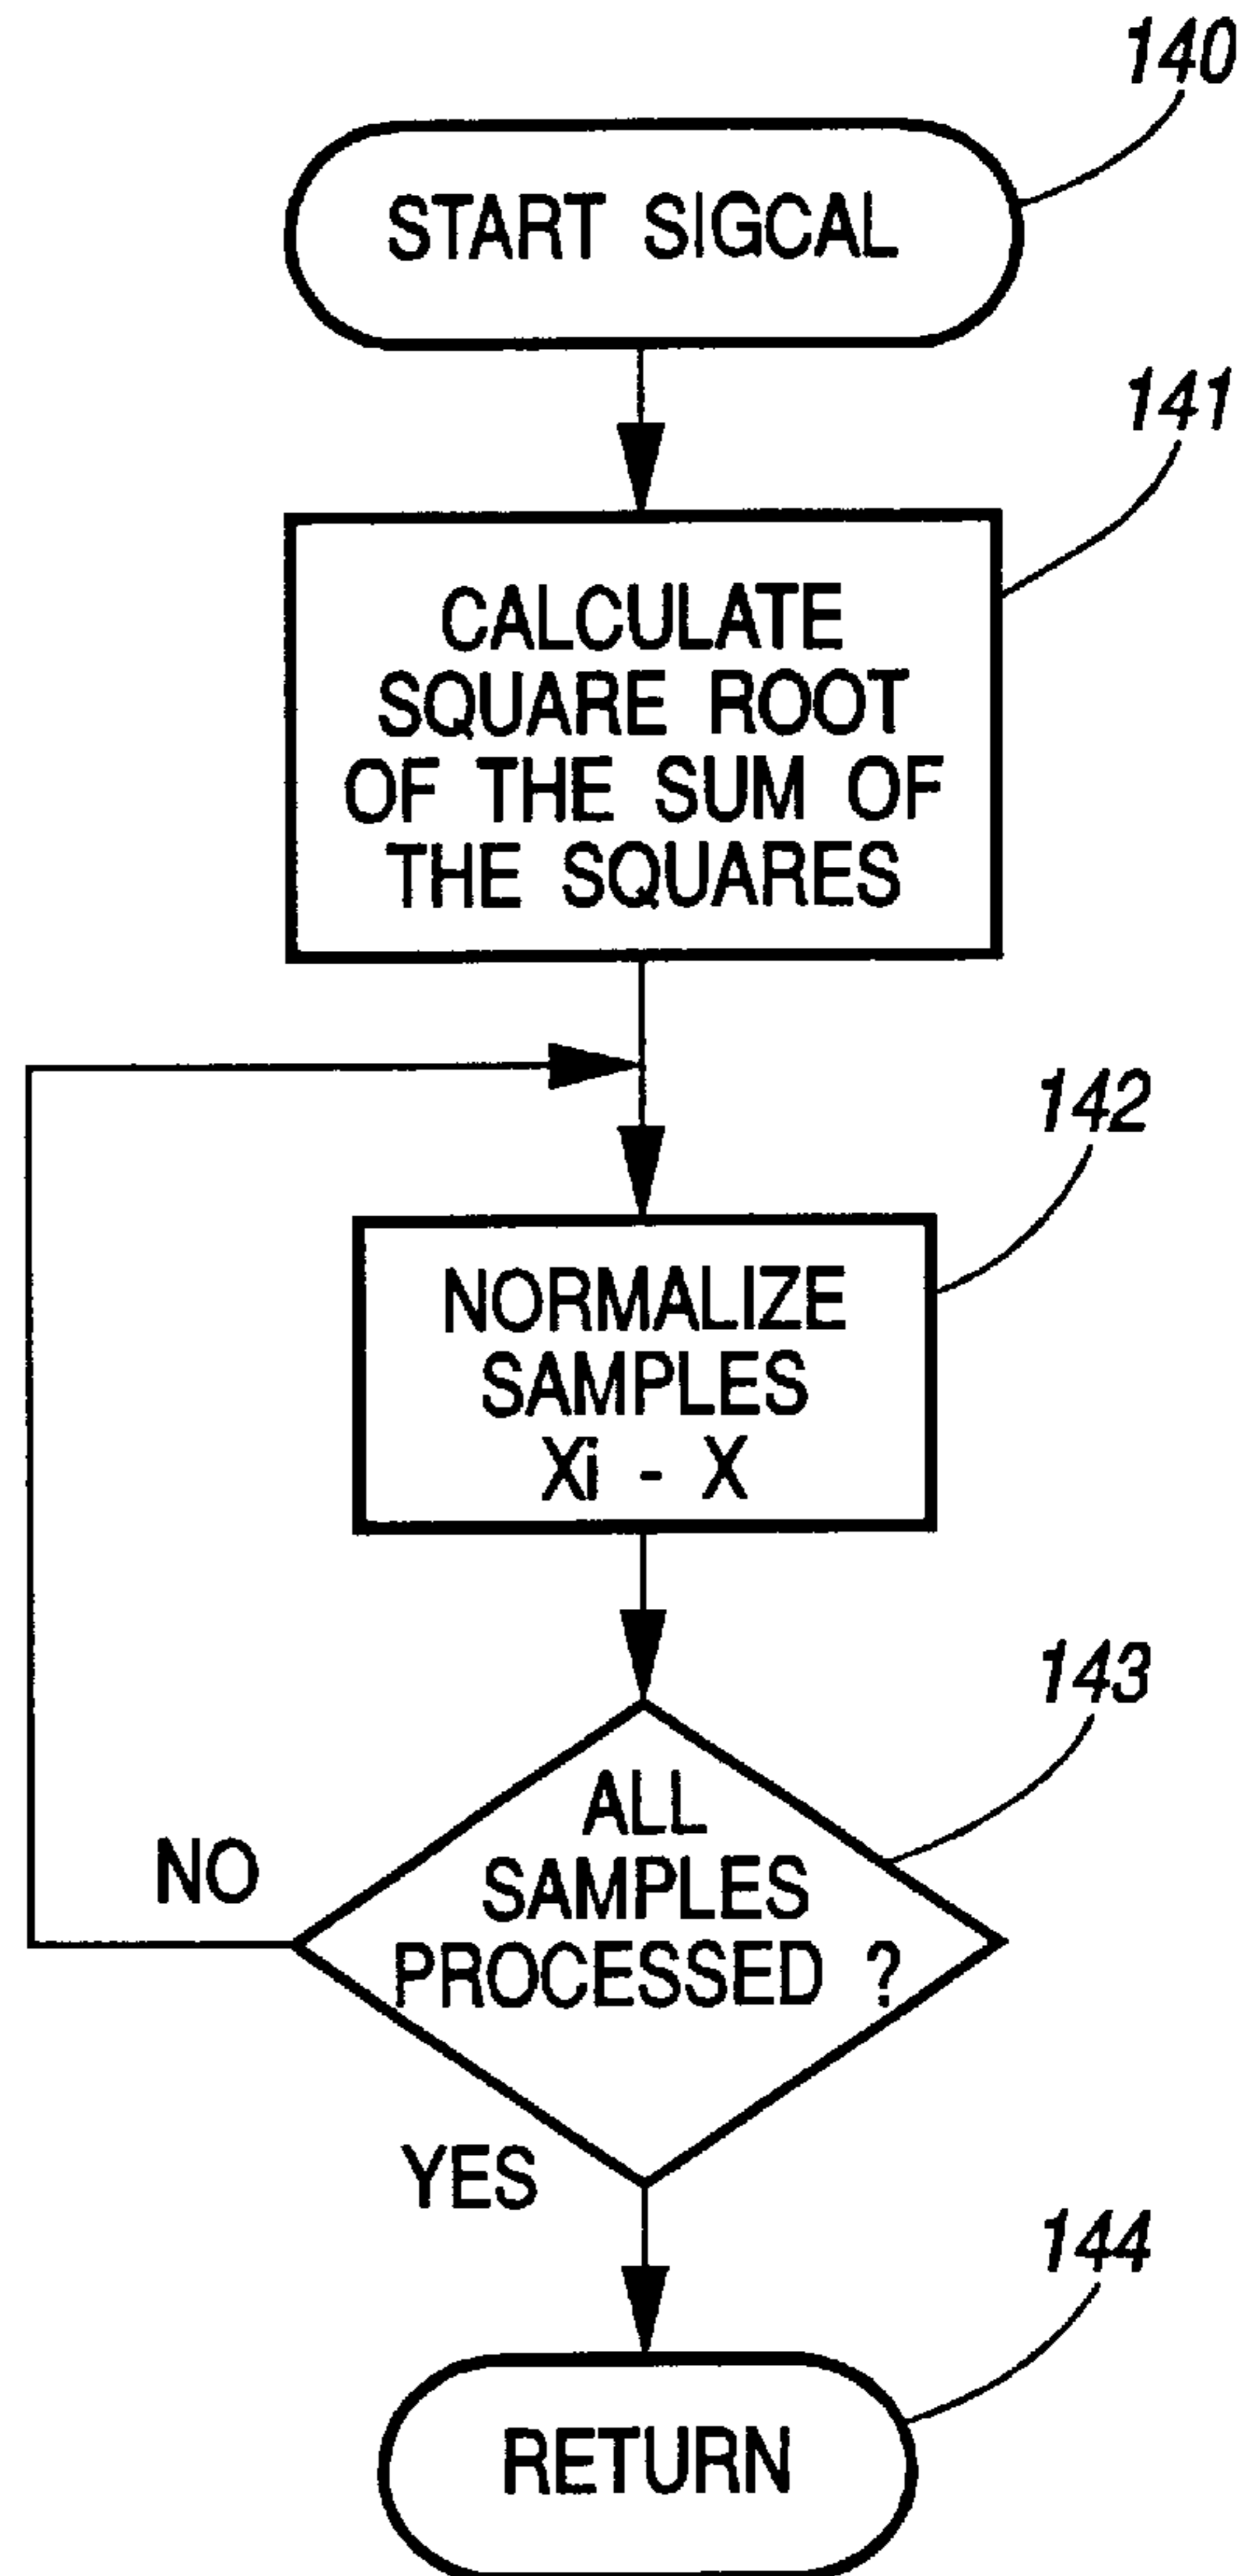 140
START SIGCAL
141
CALCULATE
SQUARE ROOT
OF THE SUM OF
THE SQUARES
142
NORMALIZE
SAMPLES
Xi - X
143
ALL
SAMPLES
PROCESSED ?
NO
YES
144
RETURN